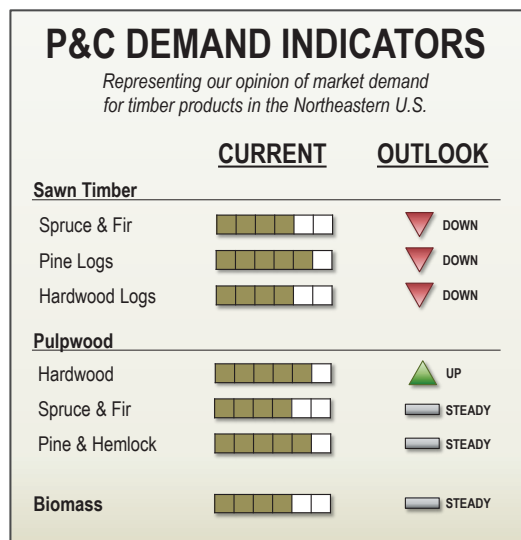 P&C DEMAND INDICATORS
Representing our opinion of market demand
for timber products in the Northeastern U.S.
CURRENT OUTLOOK
Sawn Timber
Spruce & Fir DOWN
Pine Logs DOWN
Hardwood Logs DOWN
Pulpwood
Hardwood UP
Spruce & Fir STEADY
Pine & Hemlock STEADY
Biomass STEADY